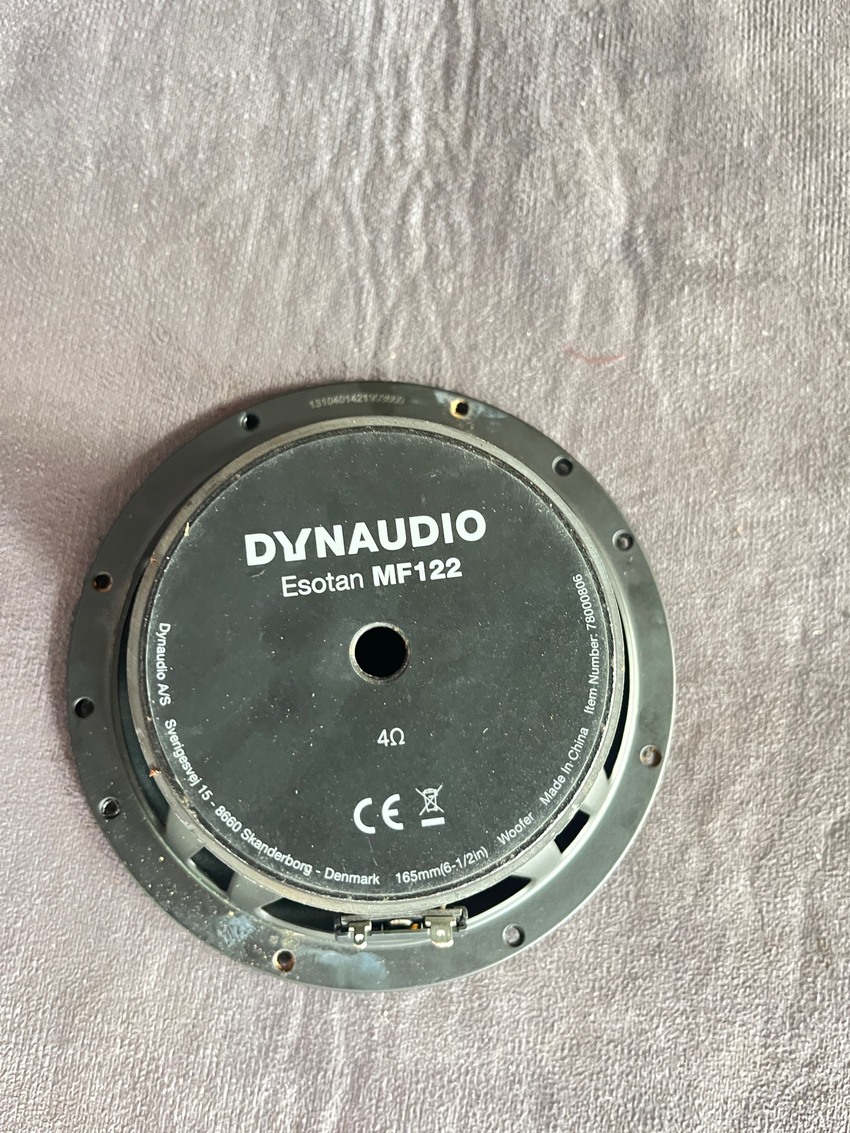 DYNAUDIO
Esotan MF122
4Ω
CE
Dynaudio A/S Sverigesvej 15 - 8660 Skanderborg - Denmark 165mm(6-1/2in) Woofer Made In China Item Number: 78000806